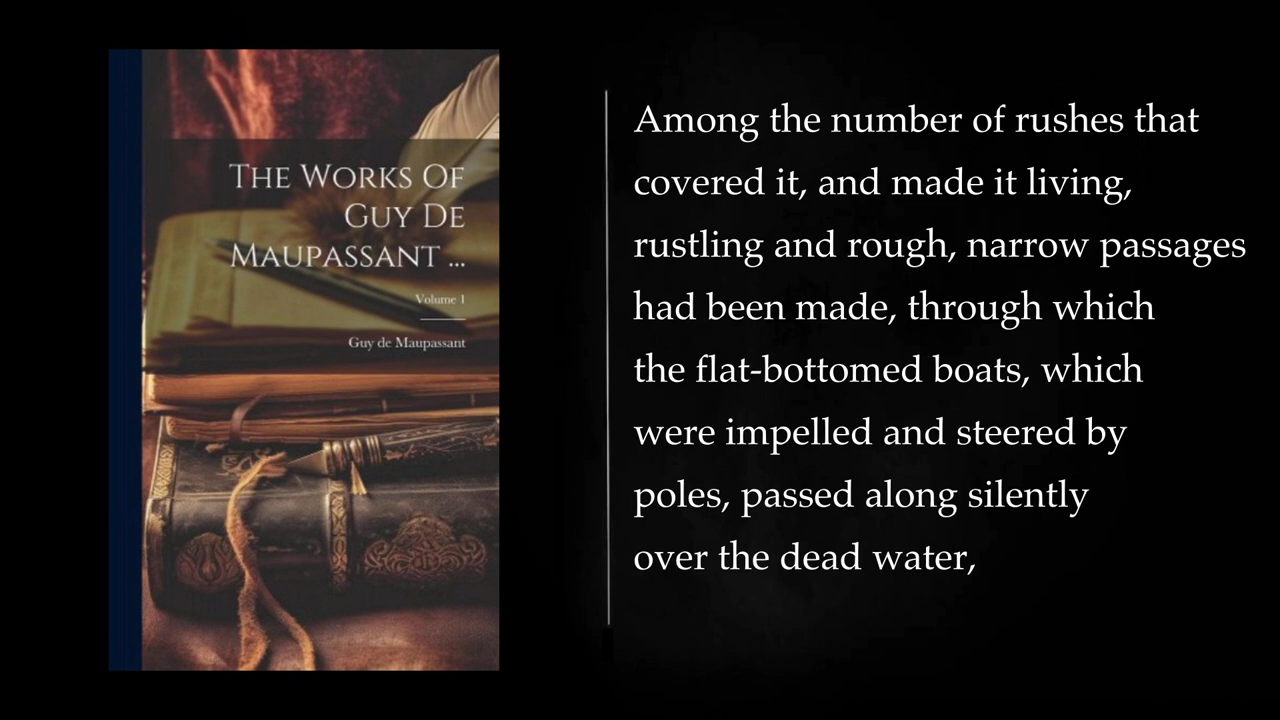 THE WORKS OF
GUY DE
MAUPASSANT ...
Volume 1
Guy de Maupassant
Among the number of rushes that
covered it, and made it living,
rustling and rough, narrow passages
had been made, through which
the flat-bottomed boats, which
were impelled and steered by
poles, passed along silently
over the dead water,